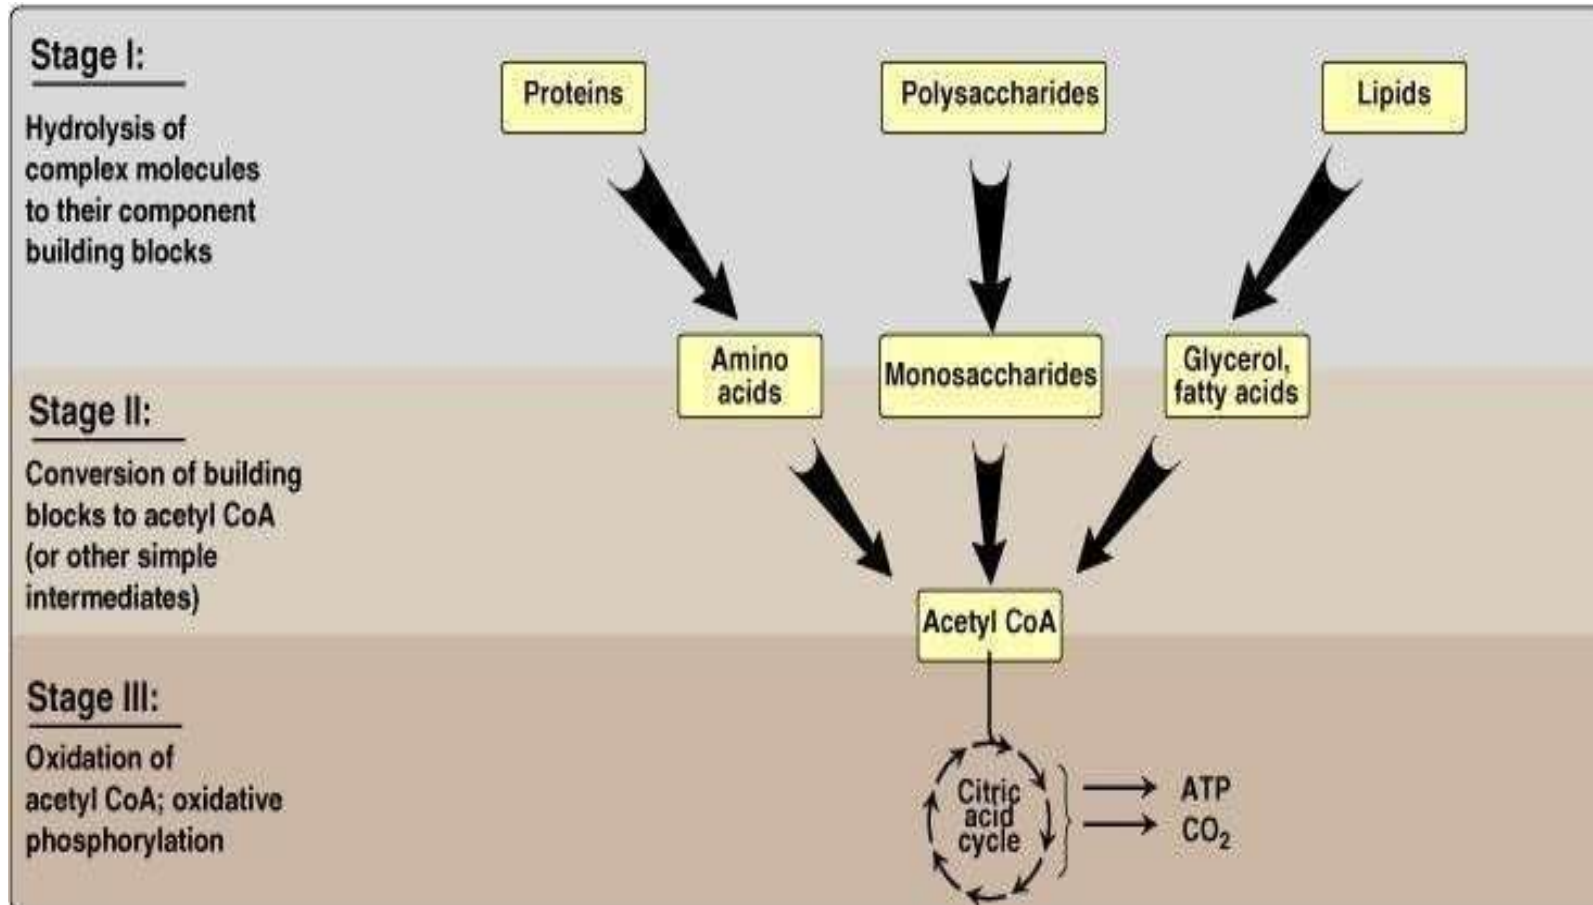 Stage I:
Hydrolysis of
complex molecules
to their component
building blocks
Proteins
Polysaccharides
Lipids
Amino
acids
Monosaccharides
Glycerol,
fatty acids
Stage II:
Conversion of building
blocks to acetyl CoA
(or other simple
intermediates)
Acetyl CoA
Stage III:
Oxidation of
acetyl CoA; oxidative
phosphorylation
Citric
acid
cycle
ATP
CO₂